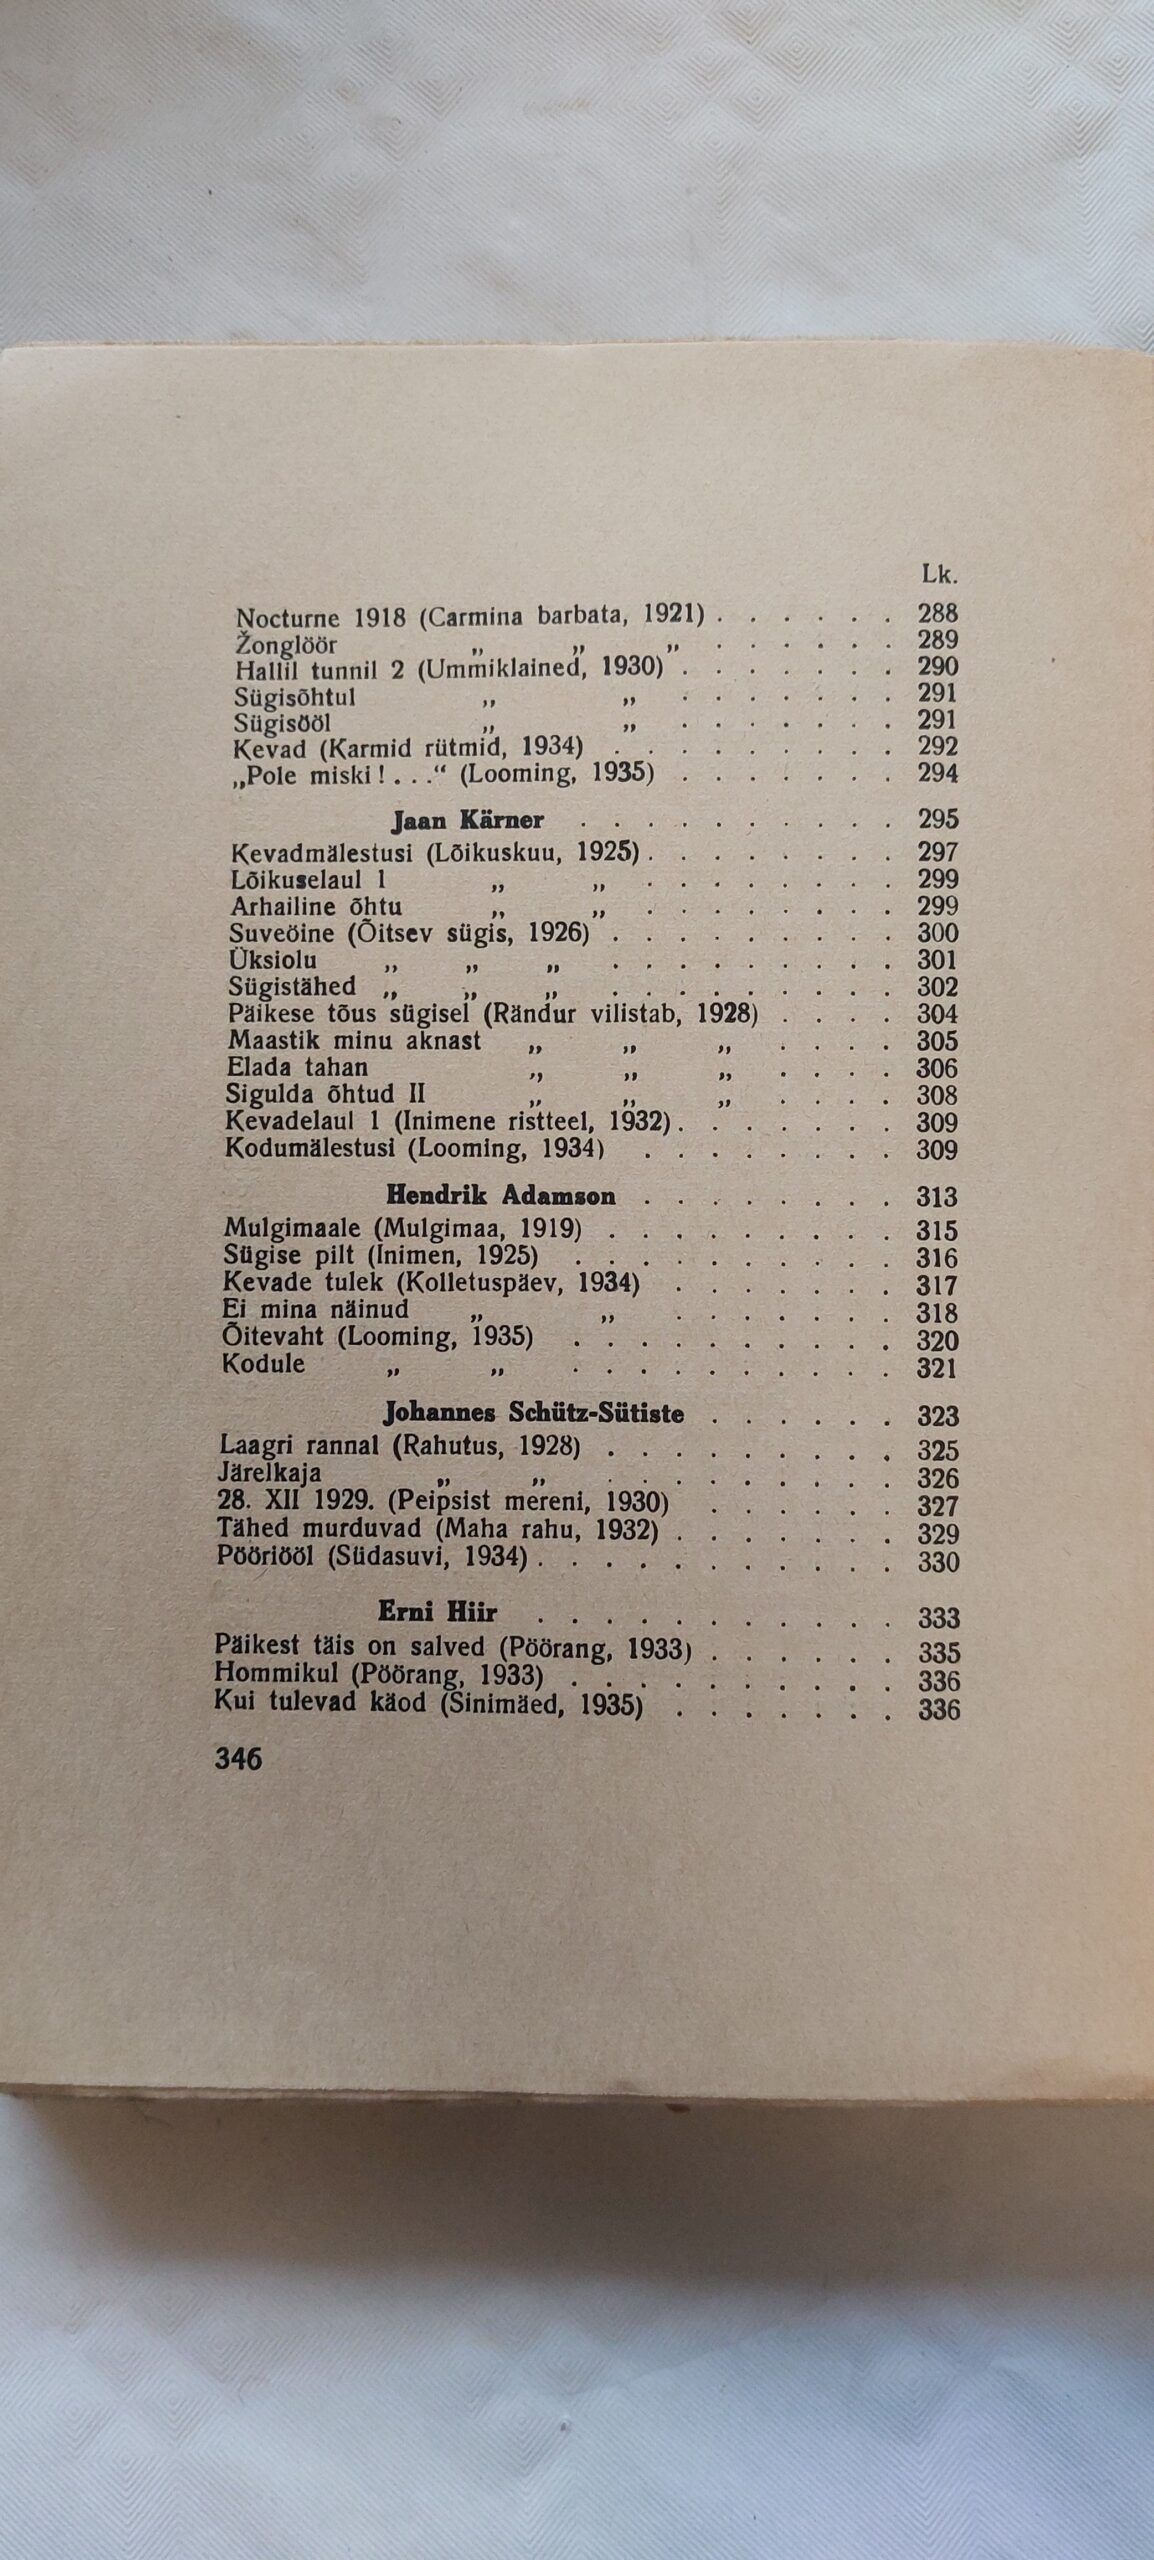 Lk.
Nocturne 1918 (Carmina barbata, 1921) . . . . . . 288
Žonglöör „ „ „ . . . . . . 289
Hallil tunnil 2 (Ummiklained, 1930) . . . . . . . 290
Sügisõhtul „ „ . . . . . . . 291
Sügisööl „ „ . . . . . . . 291
Kevad (Karmid rütmid, 1934) . . . . . . . . . 292
„Pole miski! . . .“ (Looming, 1935) . . . . . . . 294
Jaan Kärner . . . . . . . . . . 295
Kevadmälestusi (Lõikuskuu, 1925) . . . . . . . . 297
Lõikuselaul 1 „ „ . . . . . . . . 299
Arhailine õhtu „ „ . . . . . . . . 299
Suveöine (Õitsev sügis, 1926) . . . . . . . . . 300
Üksiolu „ „ „ . . . . . . . . . 301
Sügistähed „ „ „ . . . . . . . . . 302
Päikese tõus sügisel (Rändur vilistab, 1928) . . . . 304
Maastik minu aknast „ „ „ . . . . 305
Elada tahan „ „ „ . . . . 306
Sigulda õhtud II „ „ „ . . . . 308
Kevadelaul 1 (Inimene ristteel, 1932) . . . . . . . 309
Kodumälestusi (Looming, 1934) . . . . . . . . 309
Hendrik Adamson . . . . . . . . 313
Mulgimaale (Mulgimaa, 1919) . . . . . . . . . 315
Sügise pilt (Inimen, 1925) . . . . . . . . . . 316
Kevade tulek (Kolletuspäev, 1934) . . . . . . . 317
Ei mina näinud „ „ . . . . . . . 318
Õitevaht (Looming, 1935) . . . . . . . . . . 320
Kodule „ „ . . . . . . . . . . 321
Johannes Schütz-Sütiste . . . . . . 323
Laagri rannal (Rahutus, 1928) . . . . . . . . . 325
Järelkaja „ „ . . . . . . . . . 326
28. XII 1929. (Peipsist mereni, 1930) . . . . . . 327
Tähed murduvad (Maha rahu, 1932) . . . . . . . 329
Pööriööl (Südasuvi, 1934) . . . . . . . . . . . 330
Erni Hiir . . . . . . . . . . . 333
Päikest täis on salved (Pöörang, 1933) . . . . . . 335
Hommikul (Pöörang, 1933) . . . . . . . . . . 336
Kui tulevad käod (Sinimäed, 1935) . . . . . . . 336
346